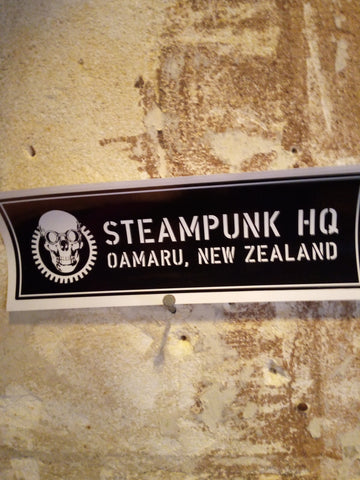 STEAMPUNK HQ
OAMARU, NEW ZEALAND